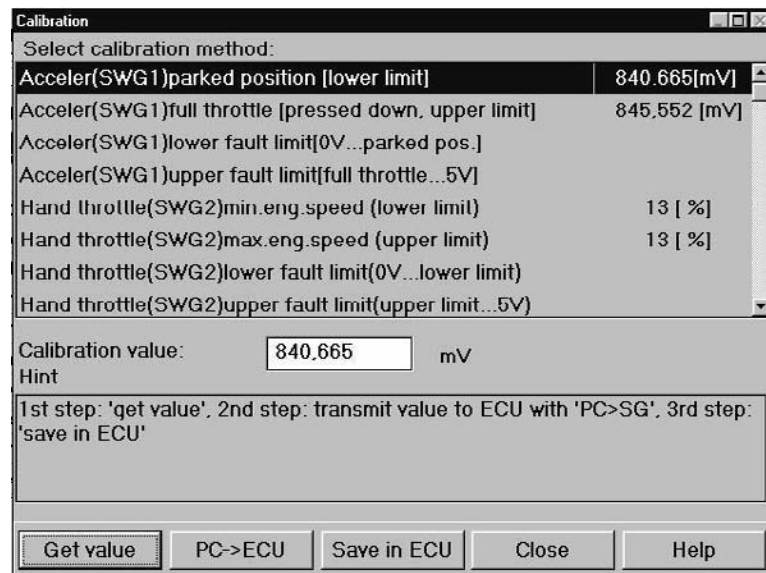 Calibration
Select calibration method:
Acceler(SWG1)parked position [lower limit] 840.665[mV]
Acceler(SWG1)full throttle [pressed down, upper limit] 845,552 [mV]
Acceler(SWG1)lower fault limit[0V...parked pos.]
Acceler(SWG1)upper fault limit[full throttle...5V]
Hand throttle(SWG2)min.eng.speed (lower limit) 13 [ %]
Hand throttle(SWG2)max.eng.speed (upper limit) 13 [ %]
Hand throttle(SWG2)lower fault limit(0V...lower limit)
Hand throttle(SWG2)upper fault limit(upper limit...5V)
Calibration value: 840,665 mV
Hint
1st step: 'get value', 2nd step: transmit value to ECU with 'PC>SG', 3rd step:
'save in ECU'
Get value PC->ECU Save in ECU Close Help